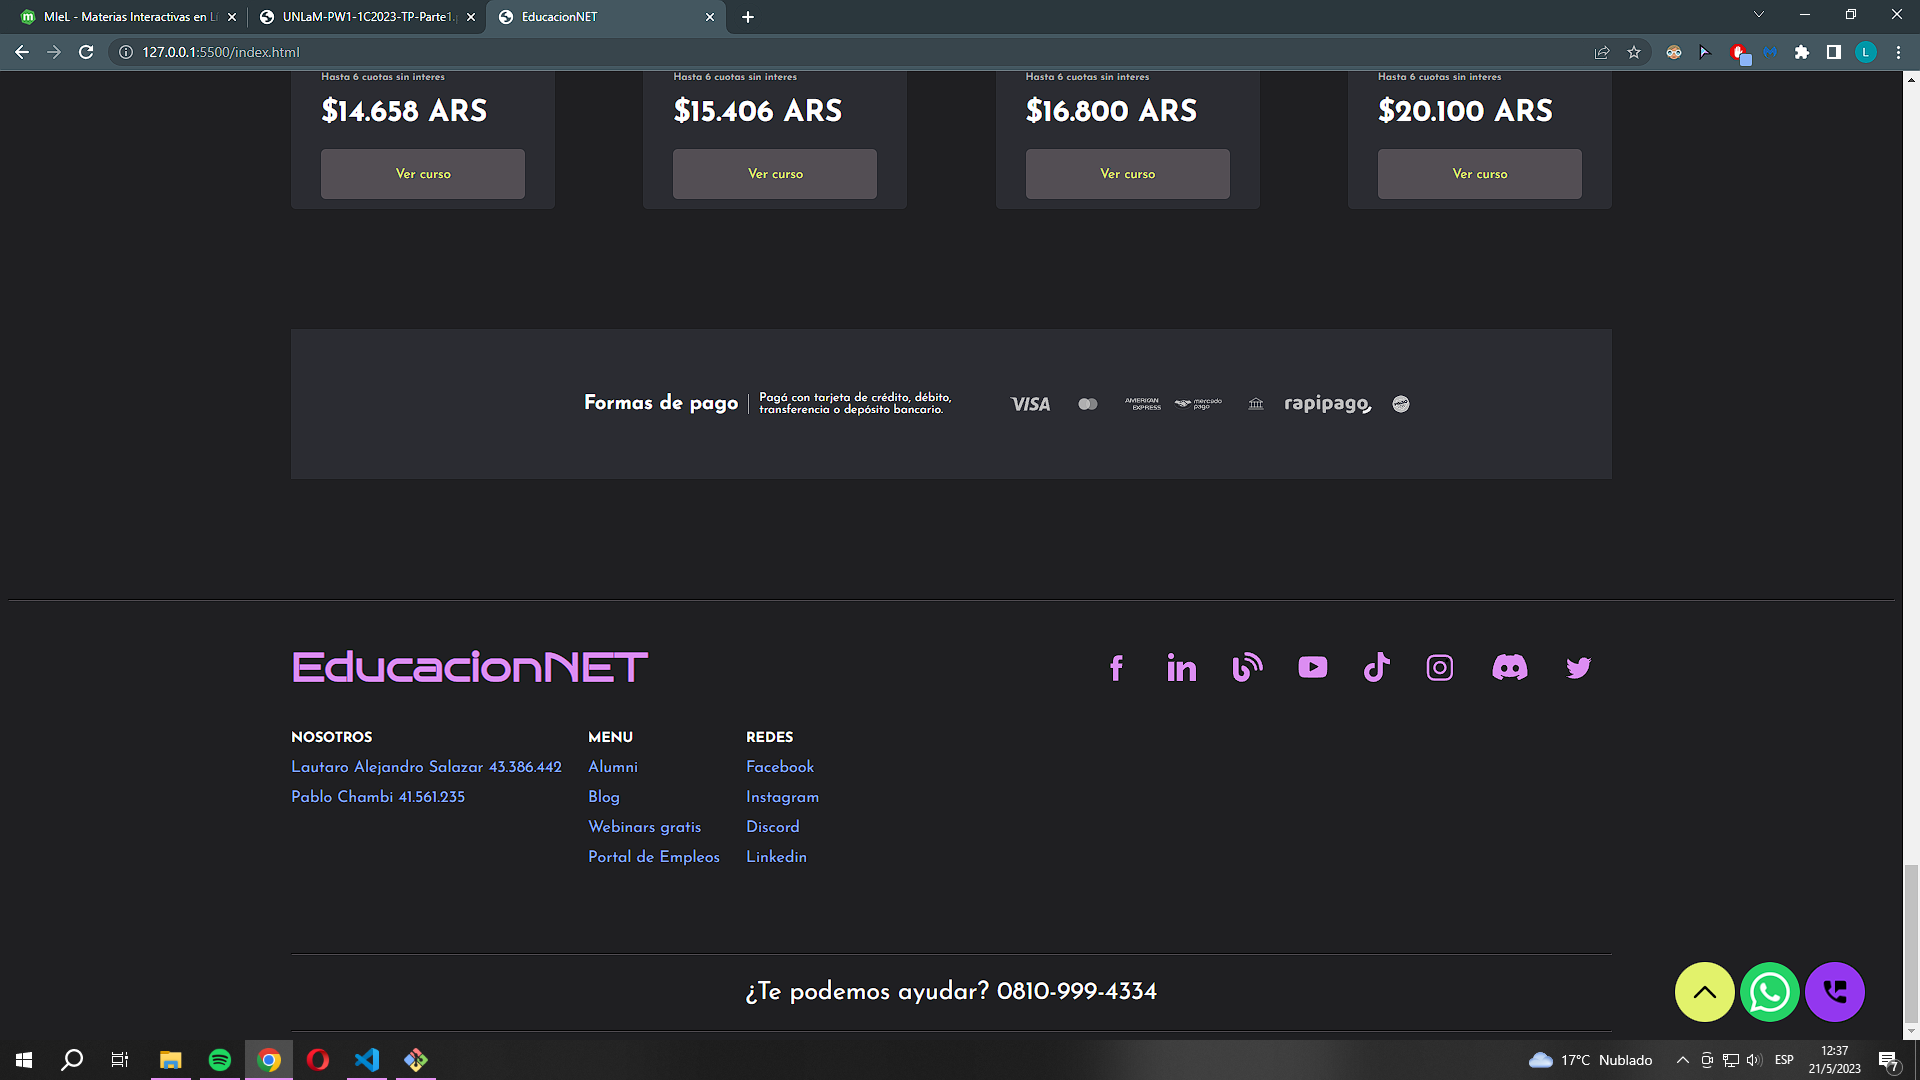 MIeL - Materias Interactivas en Lí
UNLaM-PW1-1C2023-TP-Parte1.
EducacionNET
127.0.0.1:5500/index.html
L
Hasta 6 cuotas sin interes
$14.658 ARS
Ver curso
Hasta 6 cuotas sin interes
$15.406 ARS
Ver curso
Hasta 6 cuotas sin interes
$16.800 ARS
Ver curso
Hasta 6 cuotas sin interes
$20.100 ARS
Ver curso
Formas de pago
Pagá con tarjeta de crédito, débito,
transferencia o depósito bancario.
VISA
AMERICAN
EXPRESS
mercado
pago
rapipago
EducacionNET
NOSOTROS
Lautaro Alejandro Salazar 43.386.442
Pablo Chambi 41.561.235
MENU
Alumni
Blog
Webinars gratis
Portal de Empleos
REDES
Facebook
Instagram
Discord
Linkedin
¿Te podemos ayudar? 0810-999-4334
17°C Nublado
ESP
12:37
21/5/2023
7